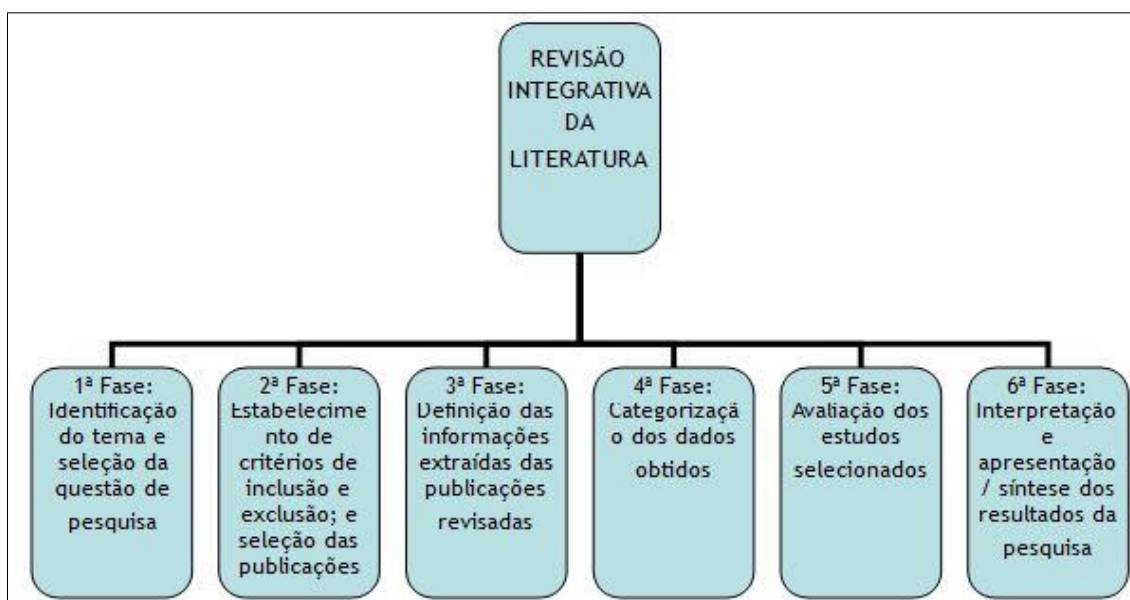 REVISÃO
INTEGRATIVA
DA
LITERATURA
1ª Fase:
Identificação
do tema e
seleção da
questão de
pesquisa
2ª Fase:
Estabelecime
nto de
critérios de
inclusão e
exclusão; e
seleção das
publicações
3ª Fase:
Definição das
informações
extraídas das
publicações
revisadas
4ª Fase:
Categorizaçã
o dos dados
obtidos
5ª Fase:
Avaliação dos
estudos
selecionados
6ª Fase:
Interpretação
e
apresentação
/ síntese dos
resultados da
pesquisa